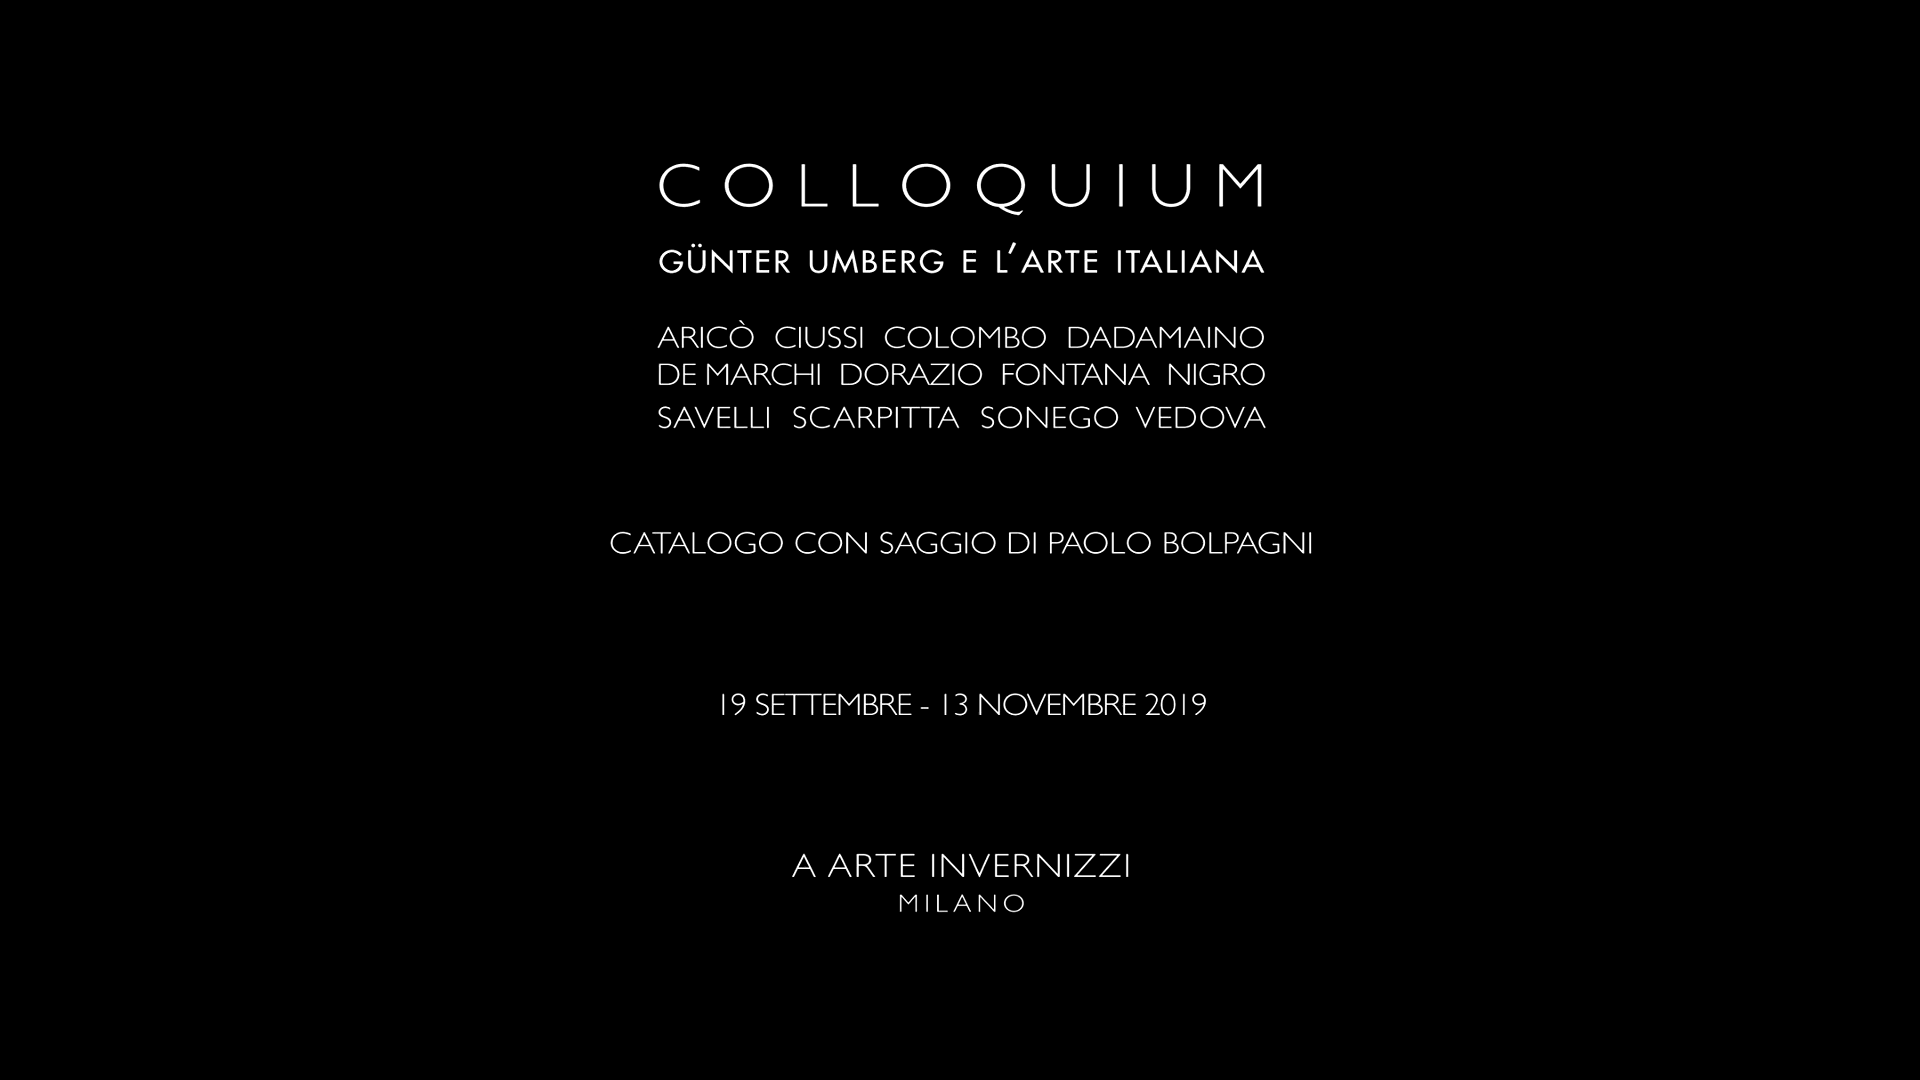 COLLOQUIUM
GÜNTER UMBERG E L'ARTE ITALIANA
ARICÒ CIUSSI COLOMBO DADAMAINO
DE MARCHI DORAZIO FONTANA NIGRO
SAVELLI SCARPITTA SONEGO VEDOVA
CATALOGO CON SAGGIO DI PAOLO BOLPAGNI
19 SETTEMBRE - 13 NOVEMBRE 2019
A ARTE INVERNIZZI
MILANO